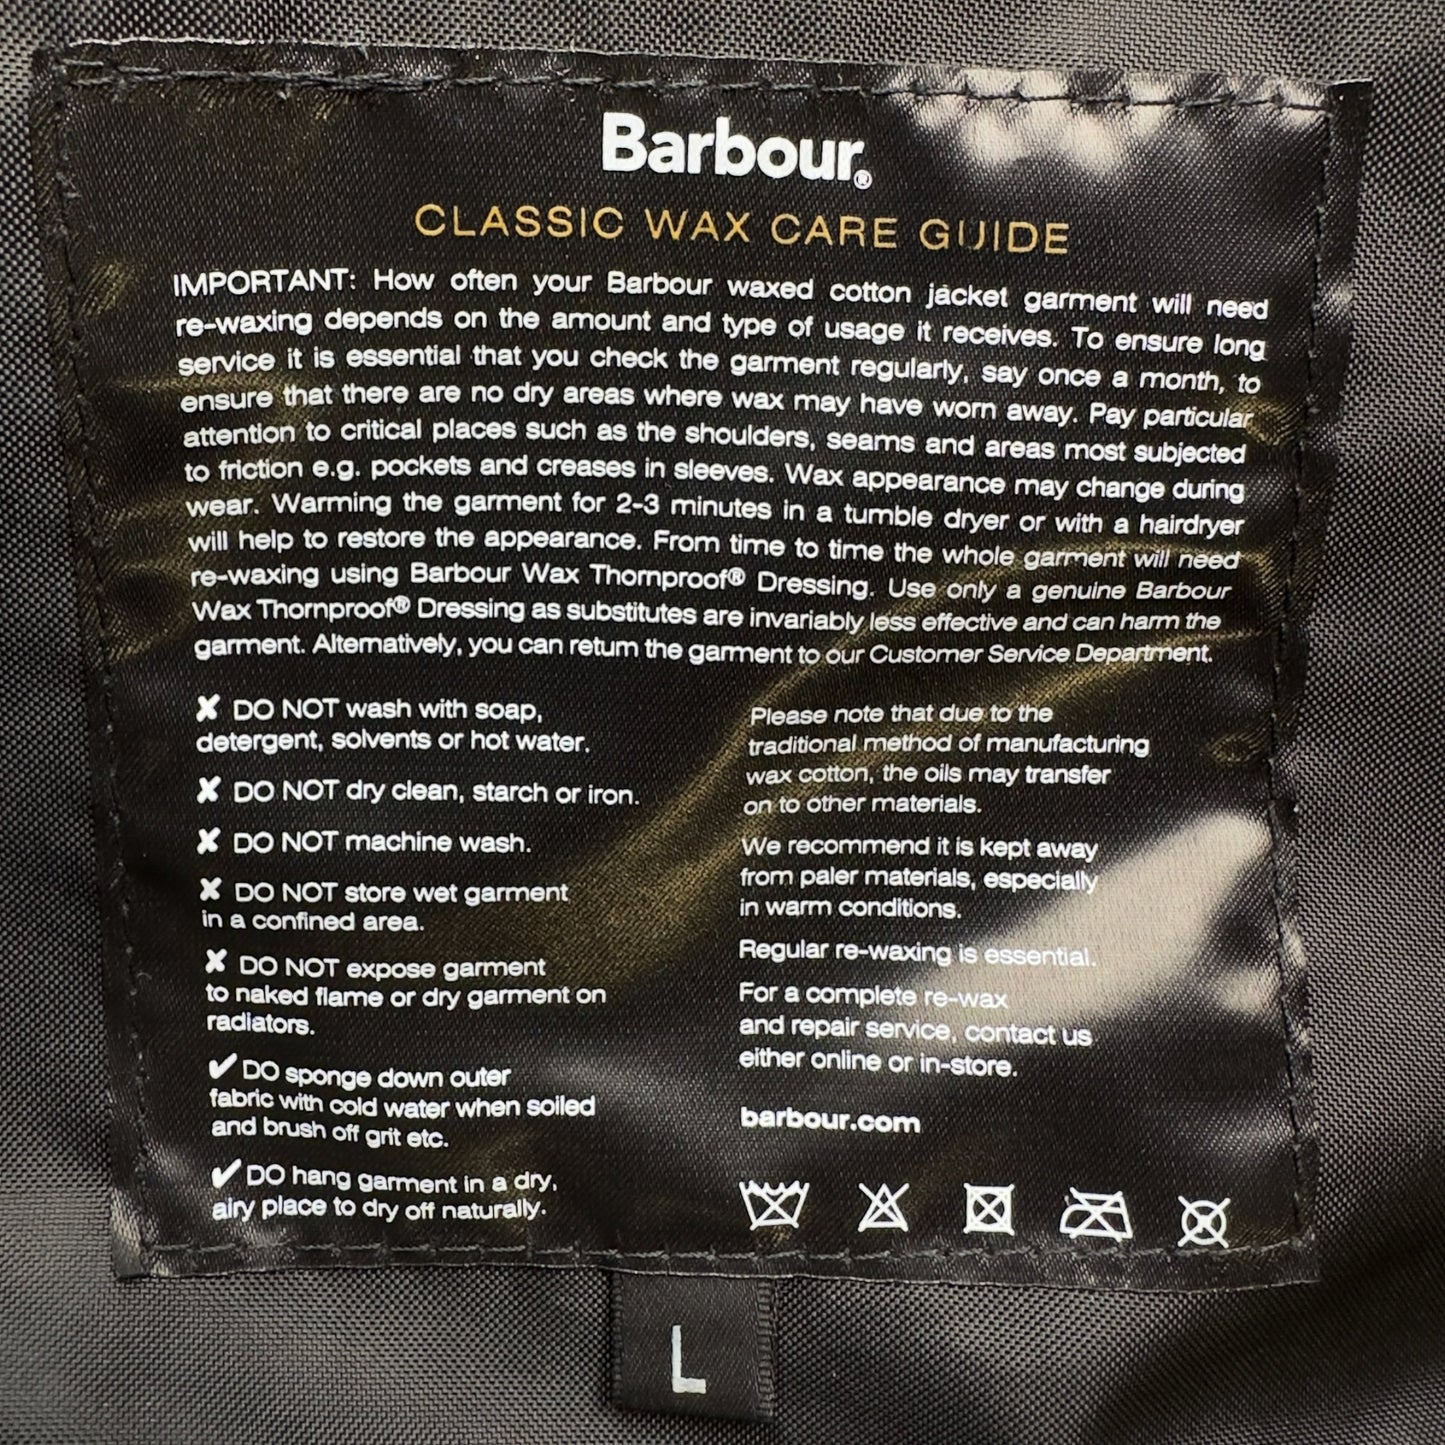 Barbour®
CLASSIC WAX CARE GUIDE
IMPORTANT: How often your Barbour waxed cotton jacket garment will need
re-waxing depends on the amount and type of usage it receives. To ensure long
service it is essential that you check the garment regularly, say once a month, to
ensure that there are no dry areas where wax may have worn away. Pay particular
attention to critical places such as the shoulders, seams and areas most subjected
to friction e.g. pockets and creases in sleeves. Wax appearance may change during
wear. Warming the garment for 2-3 minutes in a tumble dryer or with a hairdryer
will help to restore the appearance. From time to time the whole garment will need
re-waxing using Barbour Wax Thornproof® Dressing. Use only a genuine Barbour
Wax Thornproof® Dressing as substitutes are invariably less effective and can harm the
garment. Alternatively, you can return the garment to our Customer Service Department.
✘ DO NOT wash with soap,
detergent, solvents or hot water.
✘ DO NOT dry clean, starch or iron.
✘ DO NOT machine wash.
✘ DO NOT store wet garment
in a confined area.
✘ DO NOT expose garment
to naked flame or dry garment on
radiators.
✔ DO sponge down outer
fabric with cold water when soiled
and brush off grit etc.
✔ DO hang garment in a dry,
airy place to dry off naturally.
Please note that due to the
traditional method of manufacturing
wax cotton, the oils may transfer
on to other materials.
We recommend it is kept away
from paler materials, especially
in warm conditions.
Regular re-waxing is essential.
For a complete re-wax
and repair service, contact us
either online or in-store.
barbour.com
L